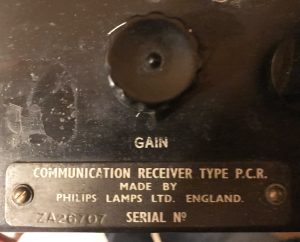 GAIN
COMMUNICATION RECEIVER TYPE P.C.R.
MADE BY
PHILIPS LAMPS LTD. ENGLAND.
ZA26707 SERIAL Nº